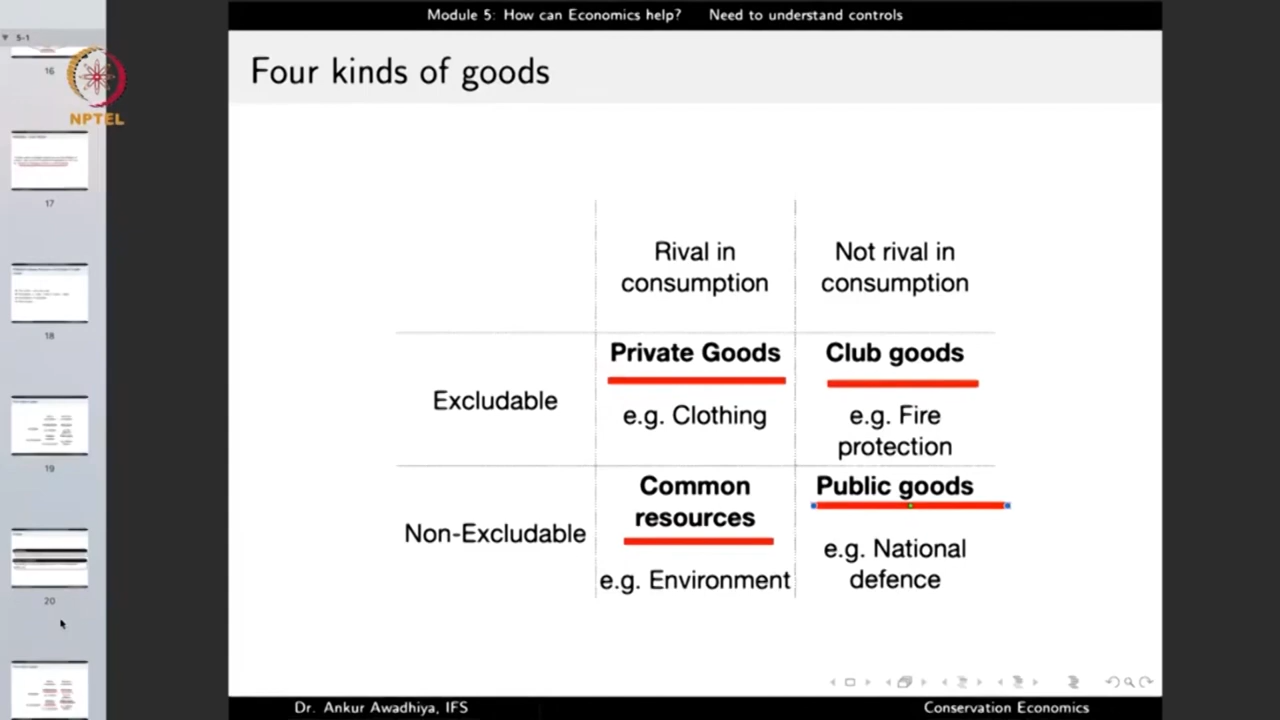 Module 5: How can Economics help? Need to understand controls
5-1
Four kinds of goods
16
NPTEL
17
18
19
20
Rival in
consumption
Not rival in
consumption
Excludable
Private Goods
e.g. Clothing
Club goods
e.g. Fire
protection
Non-Excludable
Common
resources
e.g. Environment
Public goods
e.g. National
defence
Dr. Ankur Awadhiya, IFS
Conservation Economics